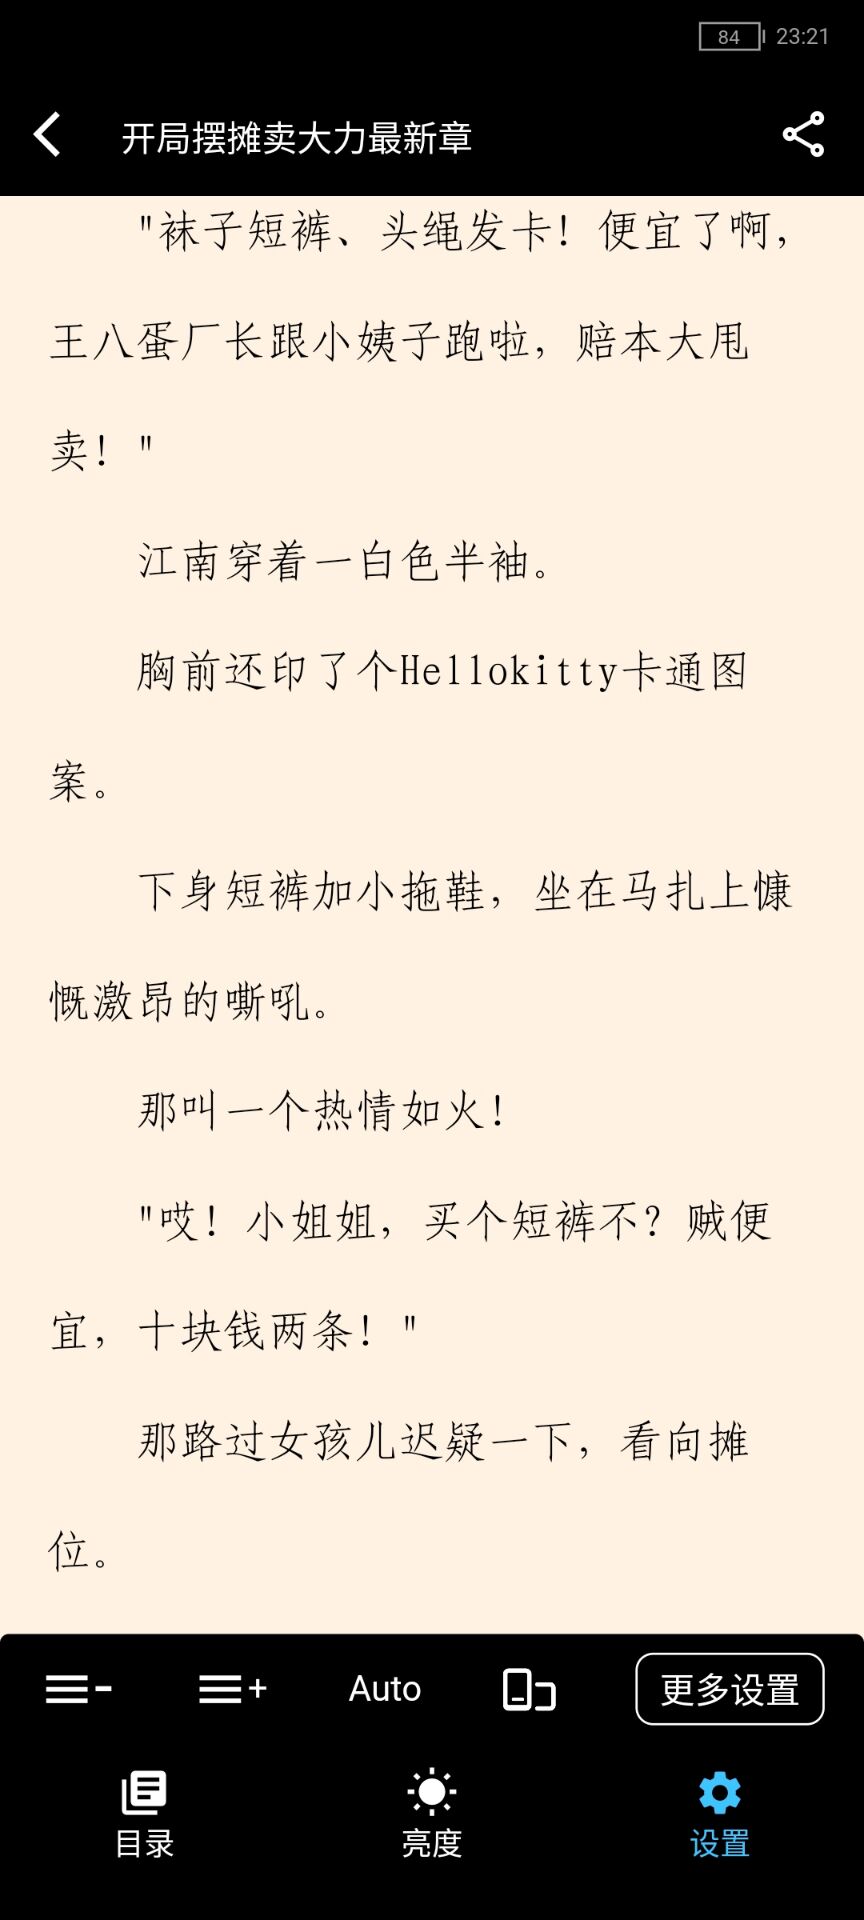 84 23:21
开局摆摊卖大力最新章
"袜子短裤、头绳发卡！便宜了啊，
王八蛋厂长跟小姨子跑啦，赔本大甩
卖！"
江南穿着一白色半袖。
胸前还印了个Hellokitty卡通图
案。
下身短裤加小拖鞋，坐在马扎上慷
慨激昂的嘶吼。
那叫一个热情如火！
"哎！小姐姐，买个短裤不？贼便
宜，十块钱两条！"
那路过女孩儿迟疑一下，看向摊
位。
Auto 更多设置
目录 亮度 设置